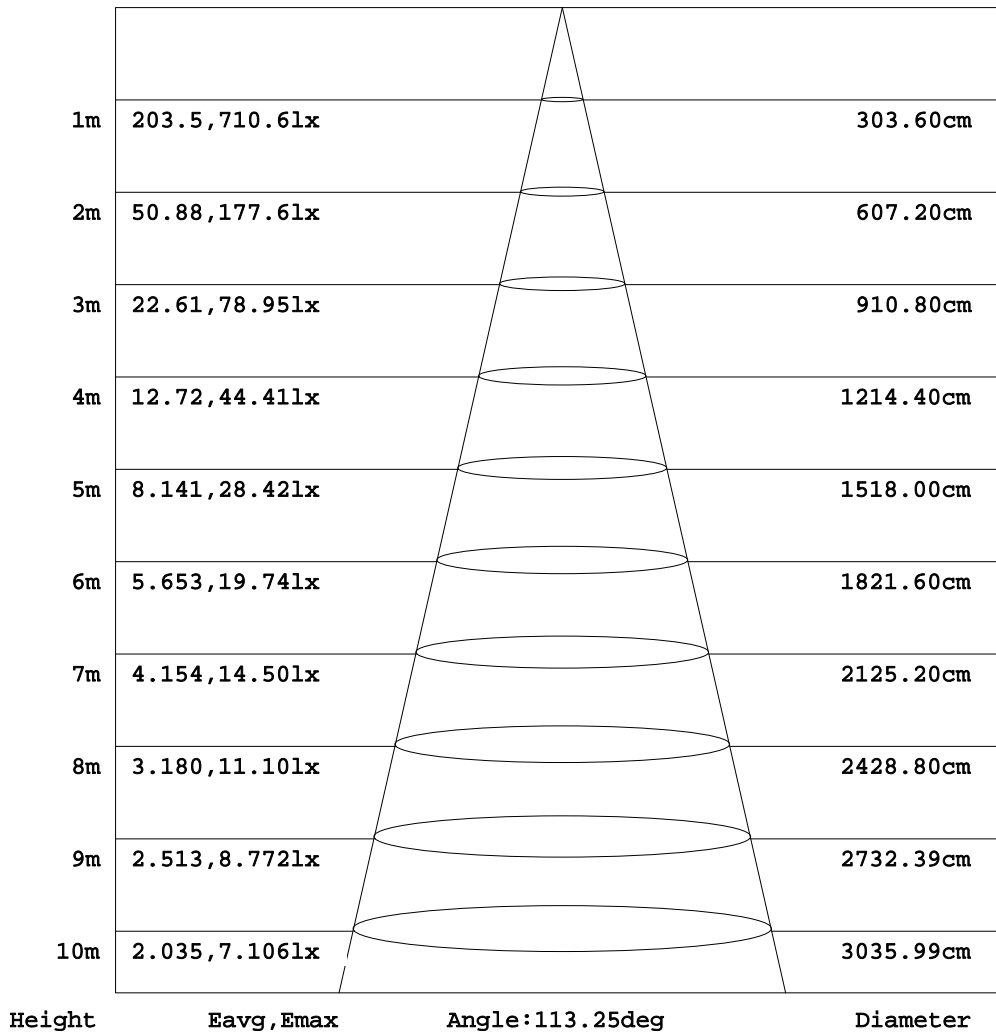 1m 203.5,710.6lx 303.60cm
2m 50.88,177.6lx 607.20cm
3m 22.61,78.95lx 910.80cm
4m 12.72,44.41lx 1214.40cm
5m 8.141,28.42lx 1518.00cm
6m 5.653,19.74lx 1821.60cm
7m 4.154,14.50lx 2125.20cm
8m 3.180,11.10lx 2428.80cm
9m 2.513,8.772lx 2732.39cm
10m 2.035,7.106lx 3035.99cm
Height Eavg,Emax Angle:113.25deg Diameter